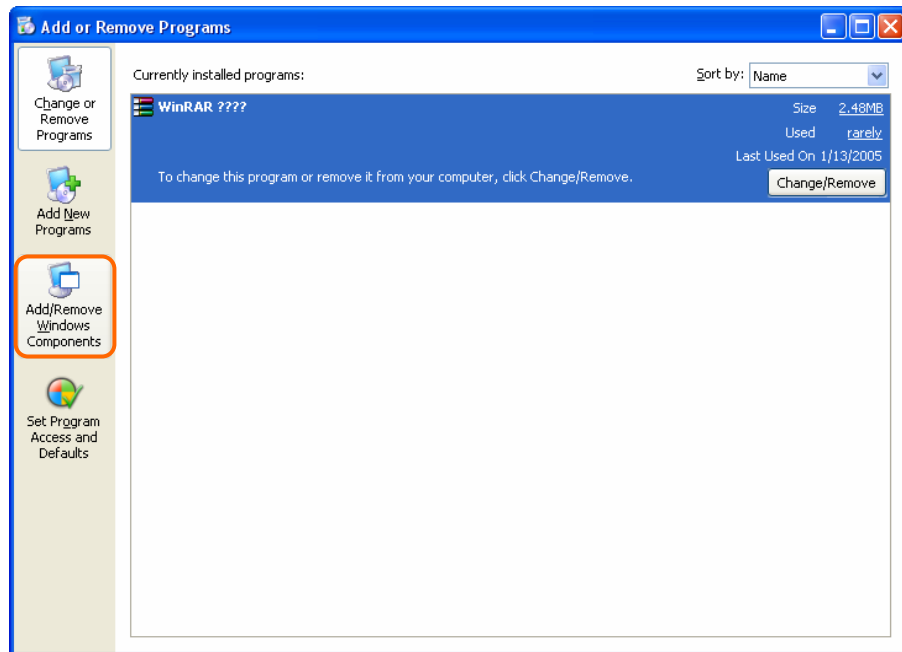 Add or Remove Programs
Change or
Remove
Programs
Add New
Programs
Add/Remove
Windows
Components
Set Program
Access and
Defaults
Currently installed programs:
Sort by: Name
WinRAR ????
Size 2.48MB
Used rarely
Last Used On 1/13/2005
To change this program or remove it from your computer, click Change/Remove.
Change/Remove